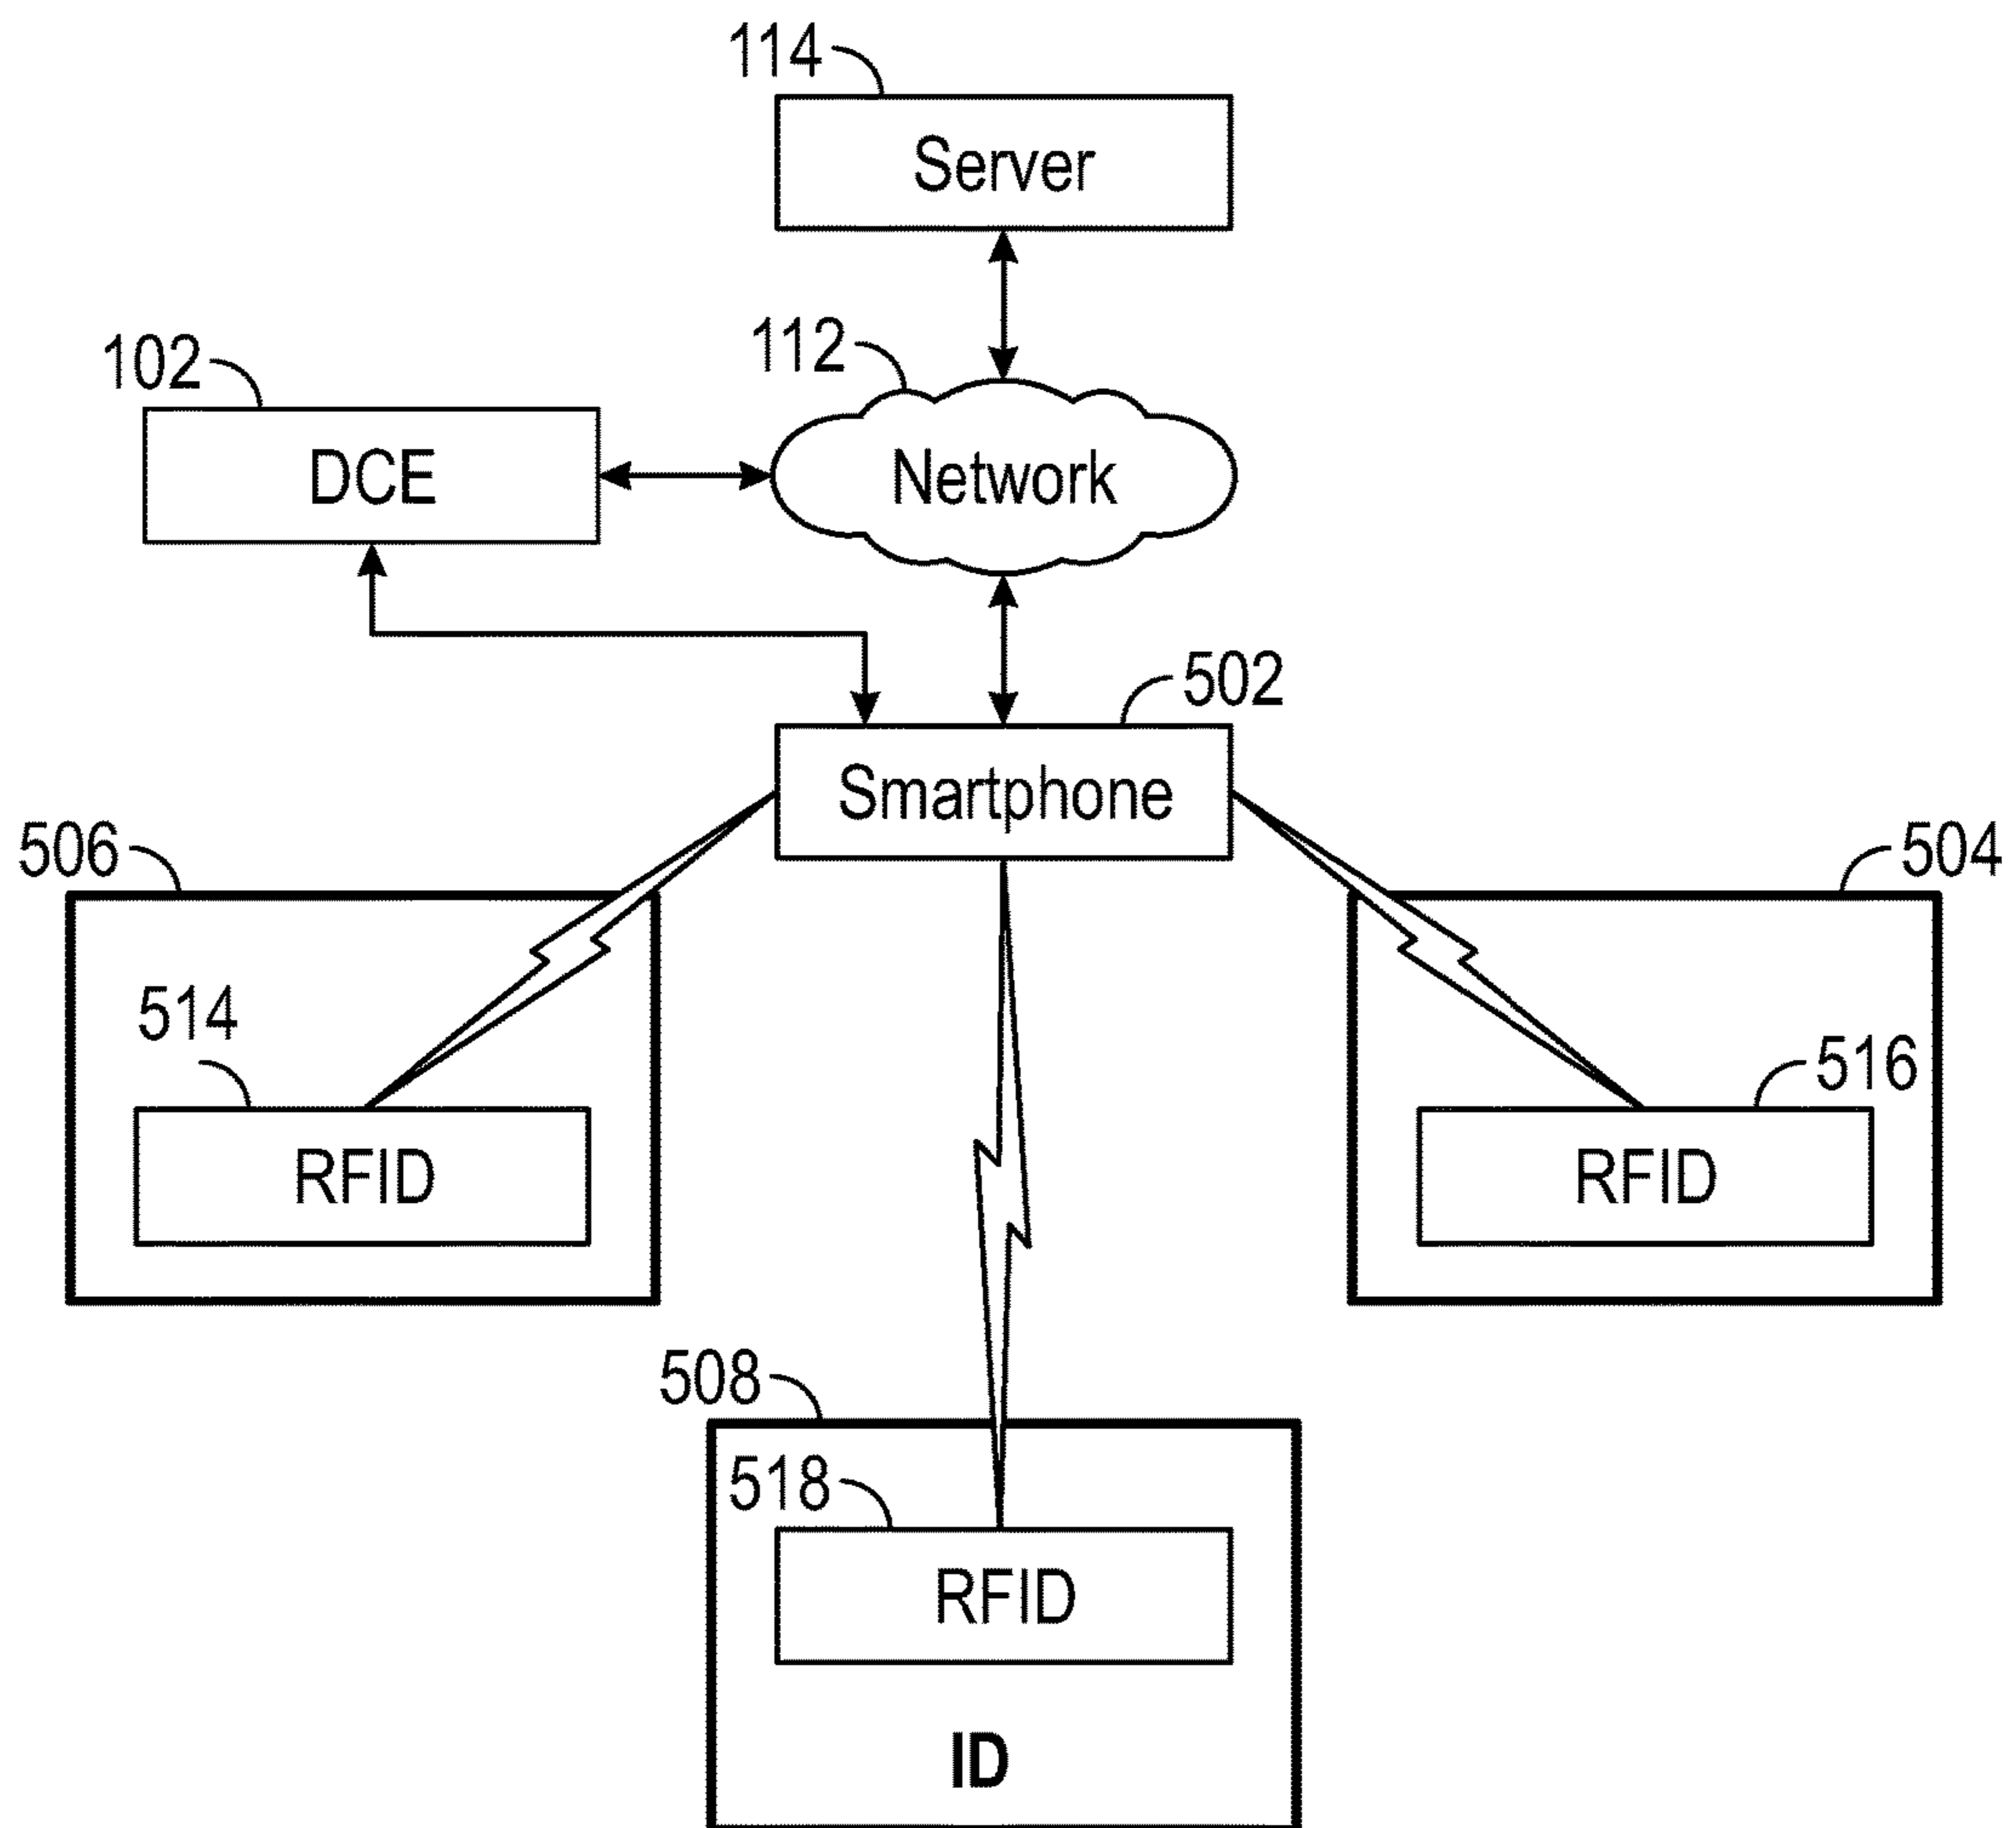 114
Server
112
102
DCE
Network
502
Smartphone
506
504
514
516
RFID
RFID
508
518
RFID
ID